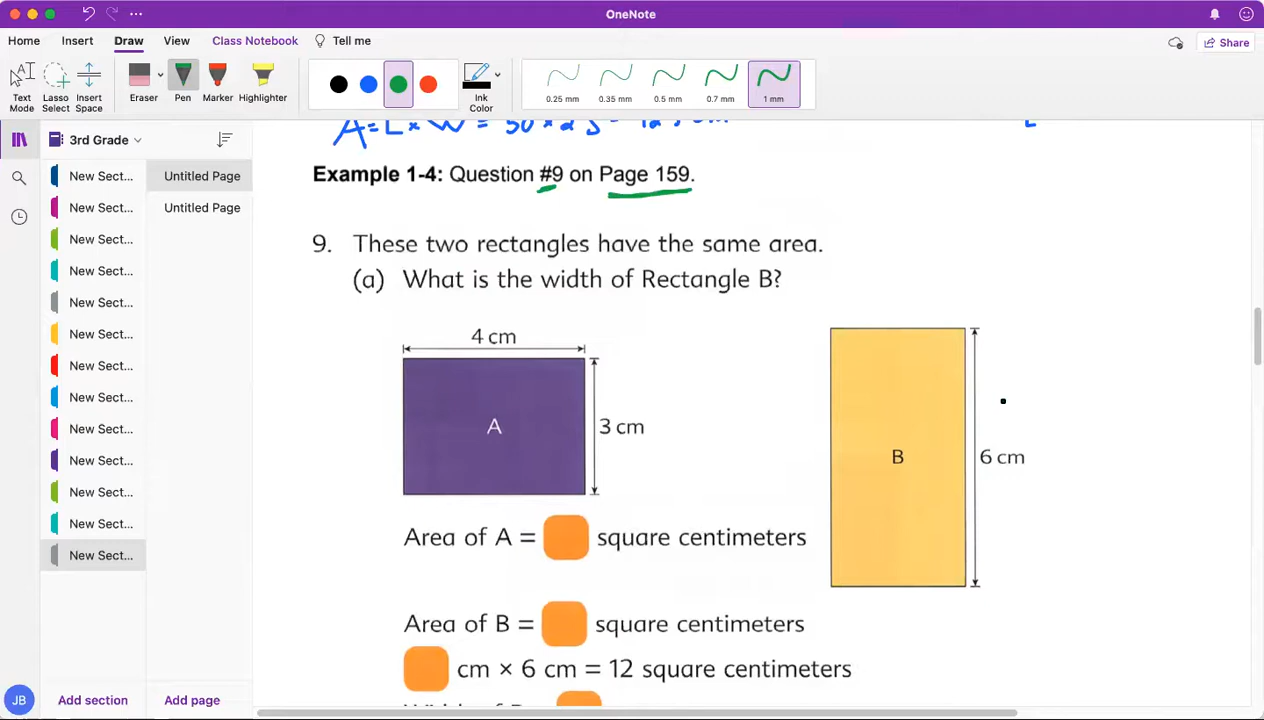 OneNote
Home Insert Draw View Class Notebook Tell me Share
Text Mode
Lasso Select
Insert Space
Eraser
Pen
Marker
Highlighter
Ink Color
0.25 mm
0.35 mm
0.5 mm
0.7 mm
1 mm
3rd Grade
New Sect...
New Sect...
New Sect...
New Sect...
New Sect...
New Sect...
New Sect...
New Sect...
New Sect...
New Sect...
New Sect...
New Sect...
New Sect...
Untitled Page
Untitled Page
JB
Add section
Add page
Example 1-4: Question #9 on Page 159.
9. These two rectangles have the same area.
(a) What is the width of Rectangle B?
4 cm
A
3 cm
B
6 cm
Area of A = square centimeters
Area of B = square centimeters
cm × 6 cm = 12 square centimeters